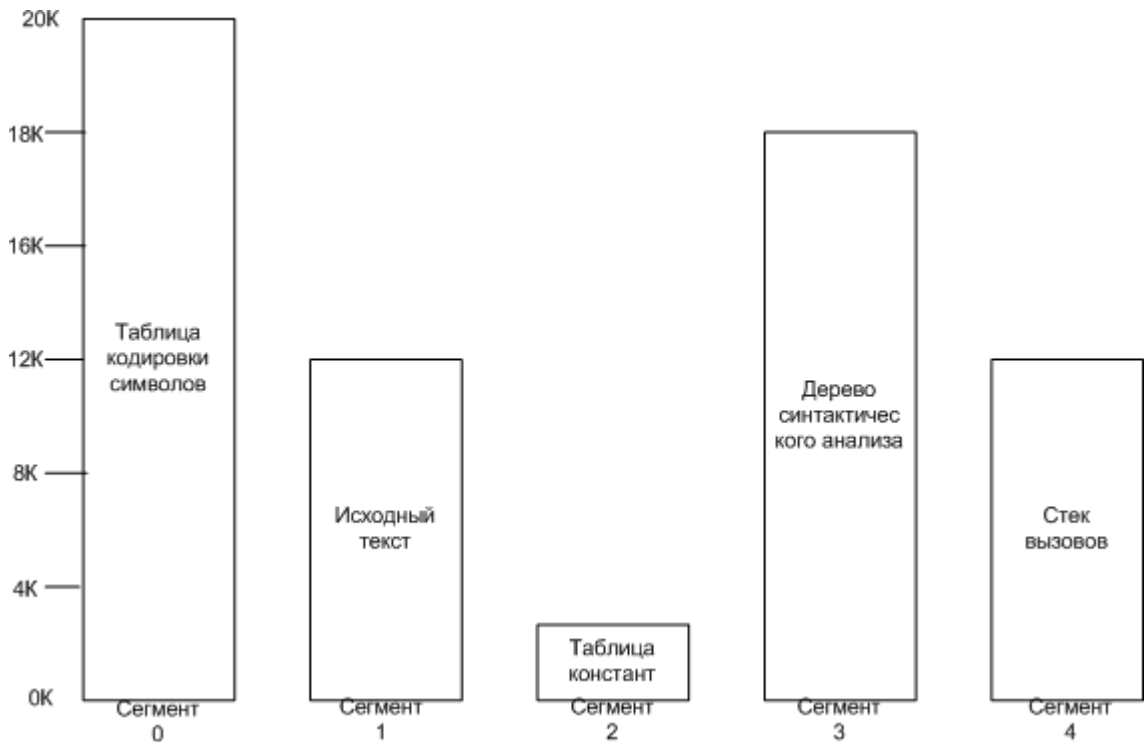 20K
18K
16K
12K
8K
4K
0K
Таблица
кодировки
символов
Исходный
текст
Таблица
констант
Дерево
синтактичес
кого анализа
Стек
вызовов
Сегмент
0
Сегмент
1
Сегмент
2
Сегмент
3
Сегмент
4